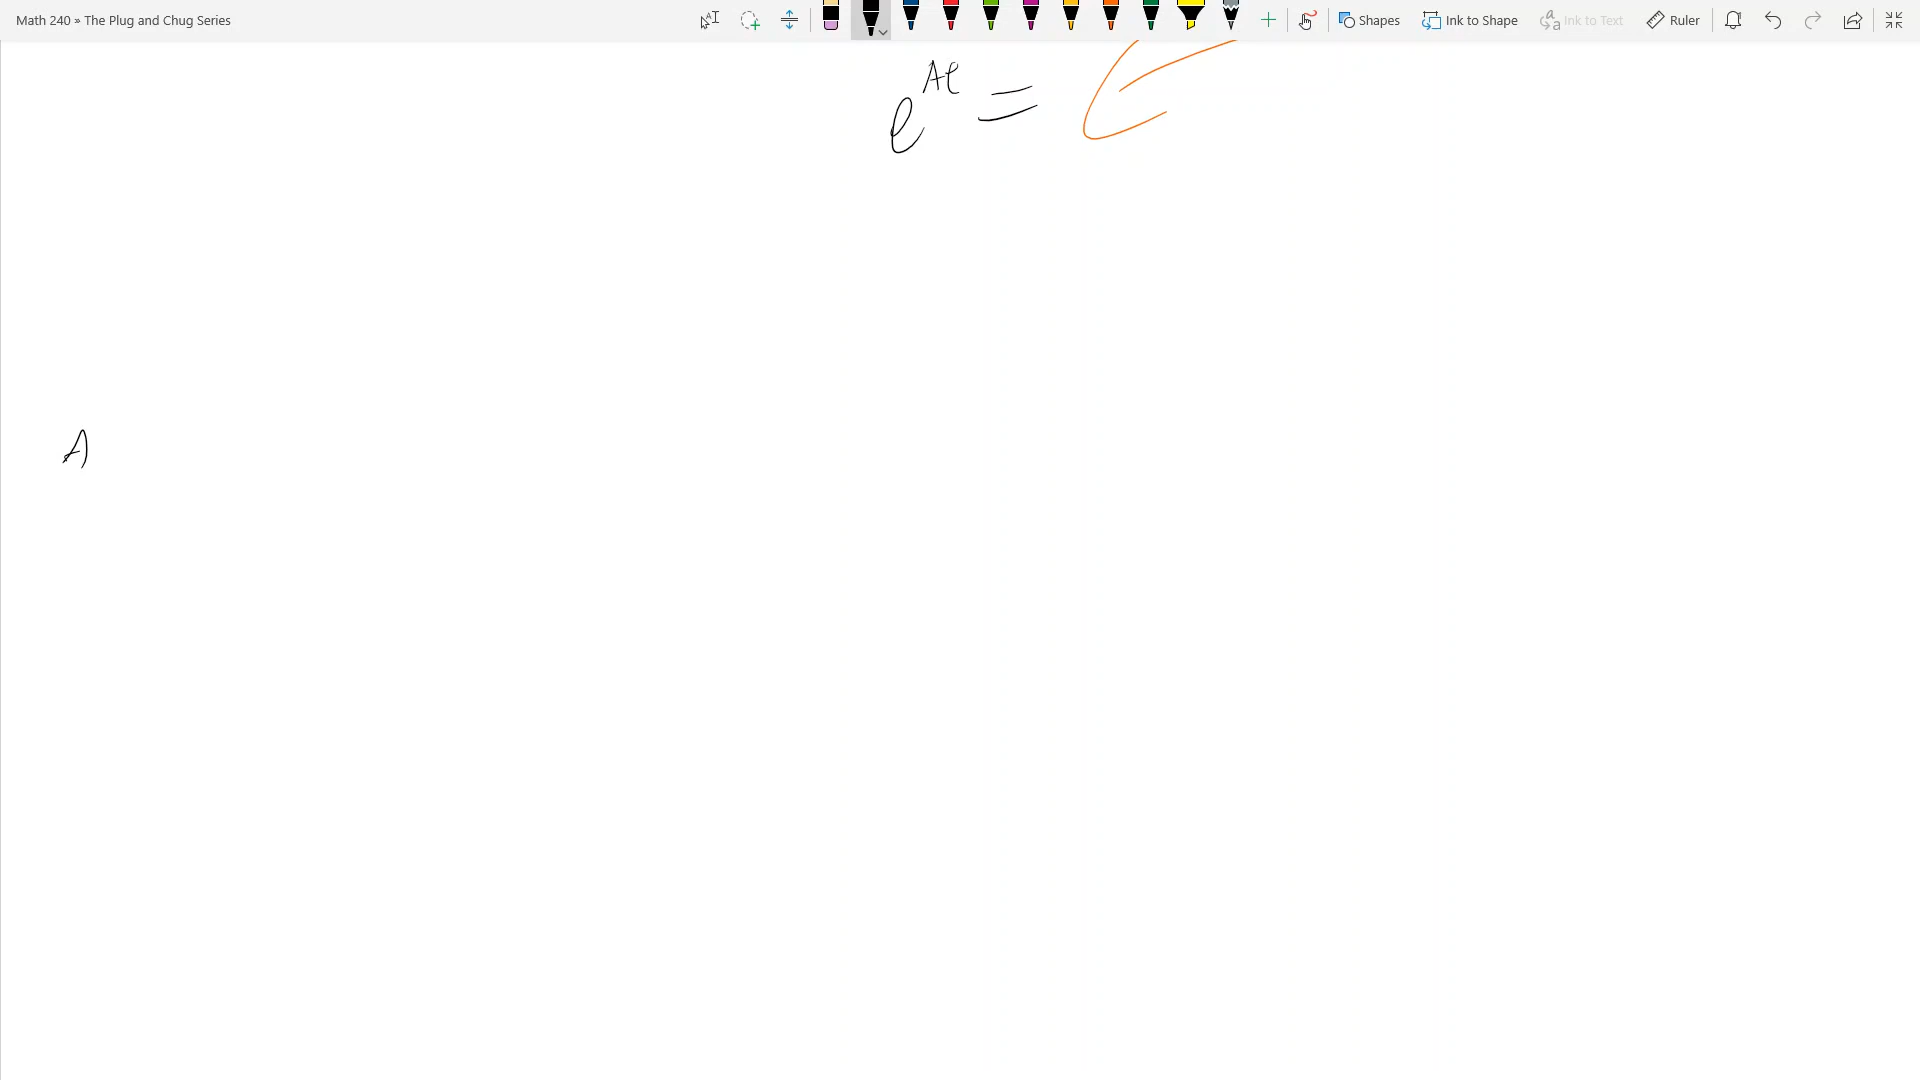 Math 240 » The Plug and Chug Series
Shapes
Ink to Shape
Ink to Text
Ruler
e^{At} =
A